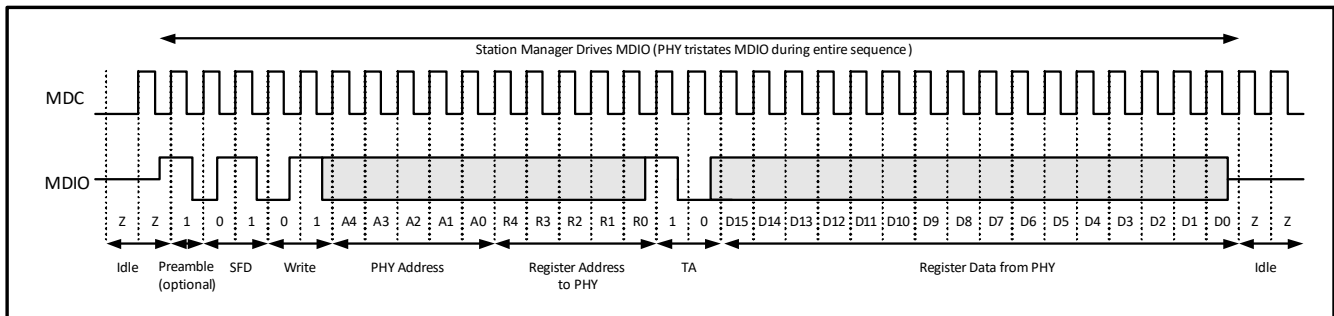 Station Manager Drives MDIO (PHY tristates MDIO during entire sequence )
MDC
MDIO
Z Z 1 0 1 0 1 A4 A3 A2 A1 A0 R4 R3 R2 R1 R0 1 0 D15 D14 D13 D12 D11 D10 D9 D8 D7 D6 D5 D4 D3 D2 D1 D0 Z Z
Idle Preamble SFD Write PHY Address Register Address TA Register Data from PHY Idle
(optional) to PHY